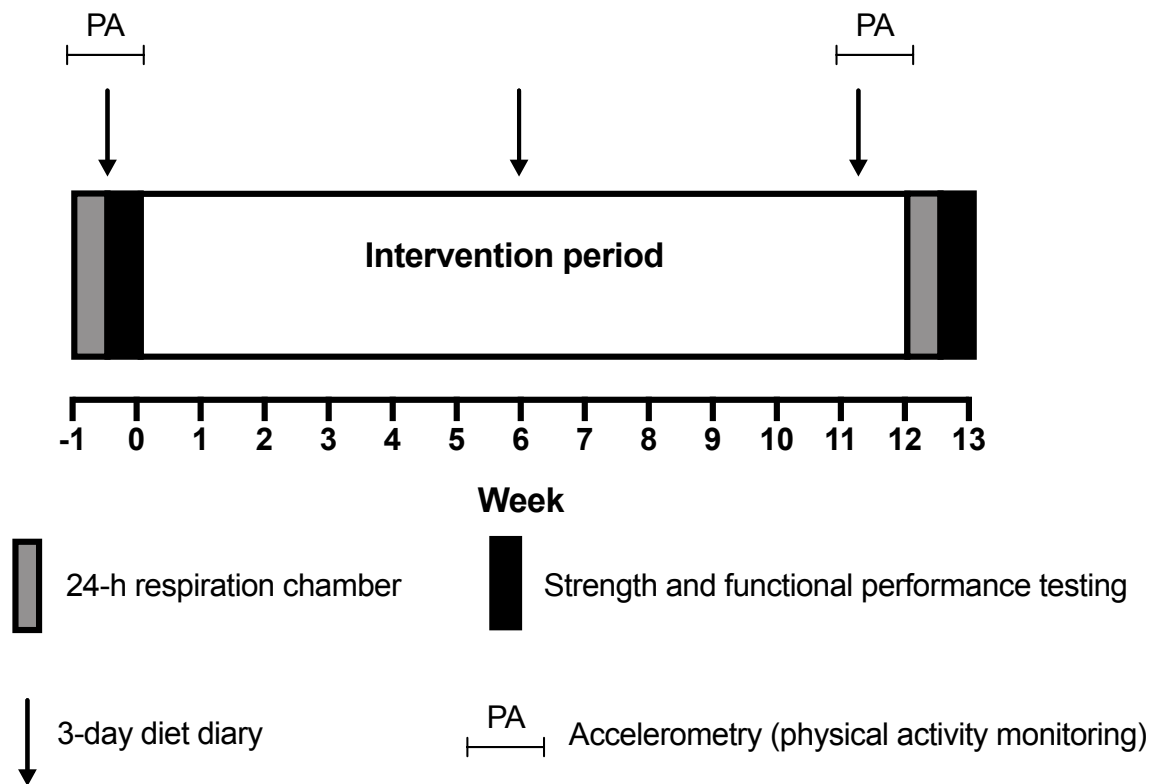 PA PA
Intervention period
-1 0 1 2 3 4 5 6 7 8 9 10 11 12 13
Week
24-h respiration chamber
Strength and functional performance testing
3-day diet diary
PA
Accelerometry (physical activity monitoring)